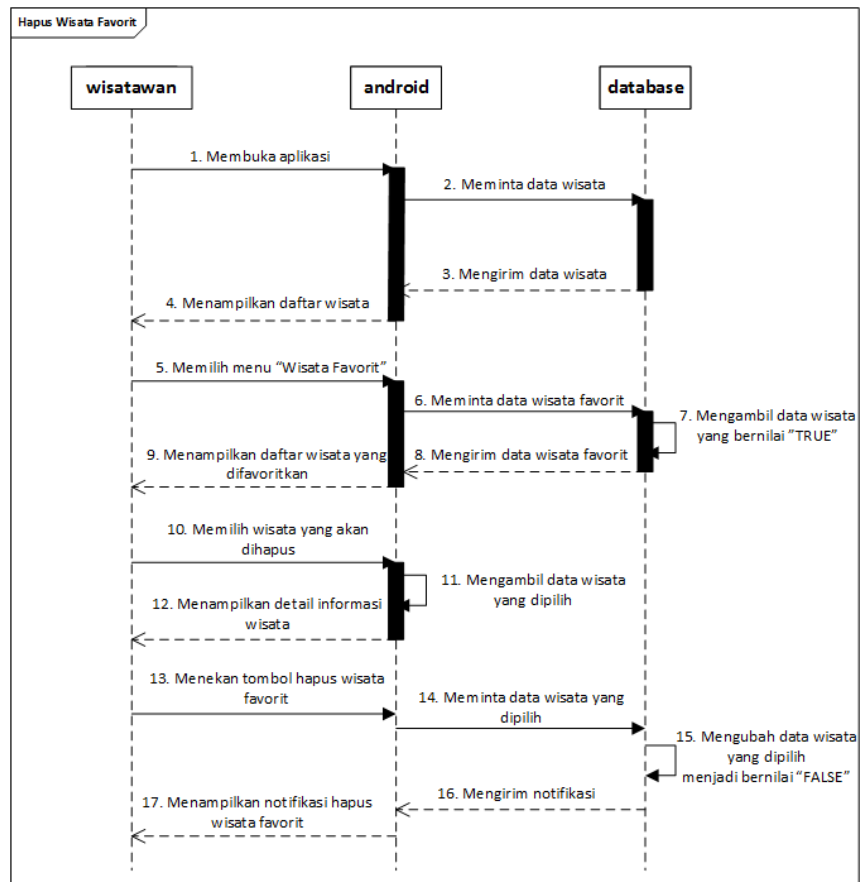 Hapus Wisata Favorit
wisatawan
android
database
1. Membuka aplikasi
2. Meminta data wisata
3. Mengirim data wisata
4. Menampilkan daftar wisata
5. Memilih menu “Wisata Favorit”
6. Meminta data wisata favorit
7. Mengambil data wisata
yang bernilai ”TRUE”
8. Mengirim data wisata favorit
9. Menampilkan daftar wisata yang
difavoritkan
10. Memilih wisata yang akan
dihapus
11. Mengambil data wisata
yang dipilih
12. Menampilkan detail informasi
wisata
13. Menekan tombol hapus wisata
favorit
14. Meminta data wisata yang
dipilih
15. Mengubah data wisata
yang dipilih
menjadi bernilai “FALSE”
16. Mengirim notifikasi
17. Menampilkan notifikasi hapus
wisata favorit